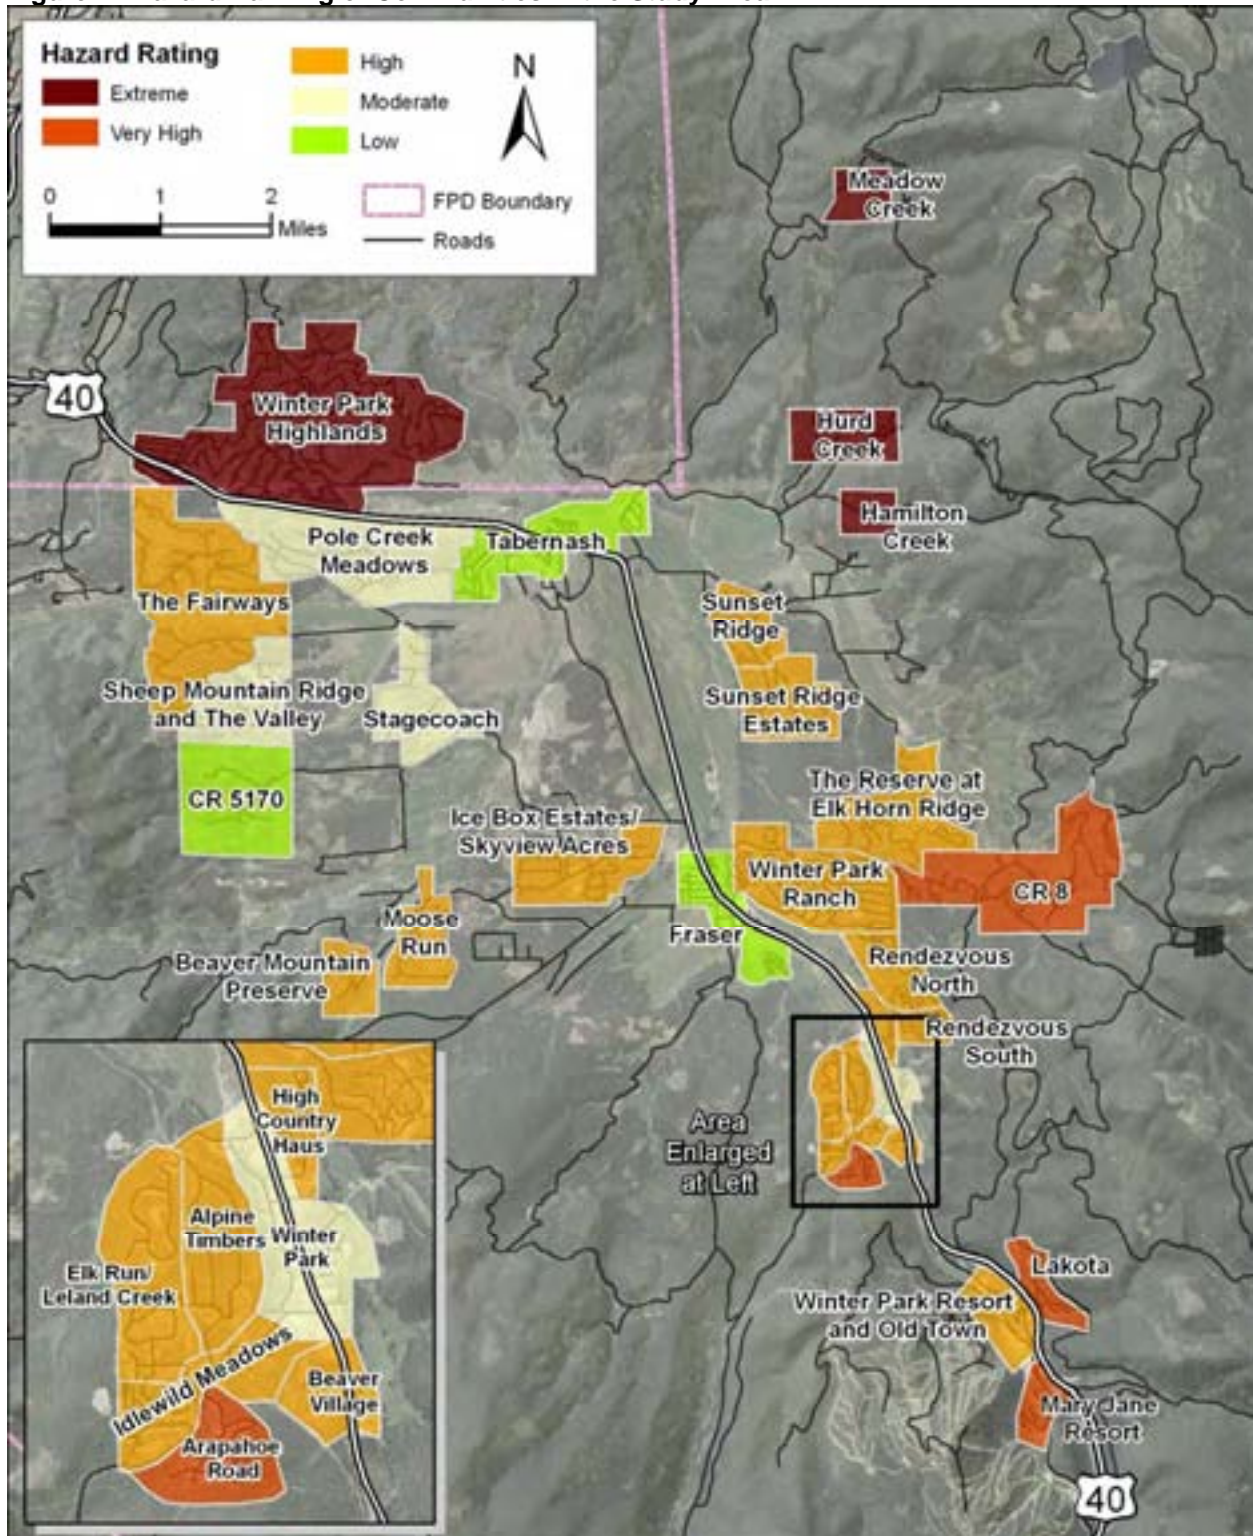 Hazard Rating
Extreme
Very High
High
Moderate
Low
N
0 1 2
Miles
FPD Boundary
Roads
Meadow
Creek
40
Winter Park
Highlands
Hurd
Creek
Hamilton
Creek
Pole Creek
Meadows
Tabernash
The Fairways
Sunset
Ridge
Sheep Mountain Ridge
and The Valley
Stagecoach
Sunset Ridge
Estates
CR 5170
The Reserve at
Elk Horn Ridge
Ice Box Estates/
Skyview Acres
Winter Park
Ranch
CR 8
Moose
Run
Fraser
Beaver Mountain
Preserve
Rendezvous
North
Rendezvous
South
Area
Enlarged
at Left
High
Country
Haus
Alpine
Timbers
Winter
Park
Elk Run/
Leland Creek
Idlewild Meadows
Beaver
Village
Arapahoe
Road
Lakota
Winter Park Resort
and Old Town
Mary Jane
Resort
40